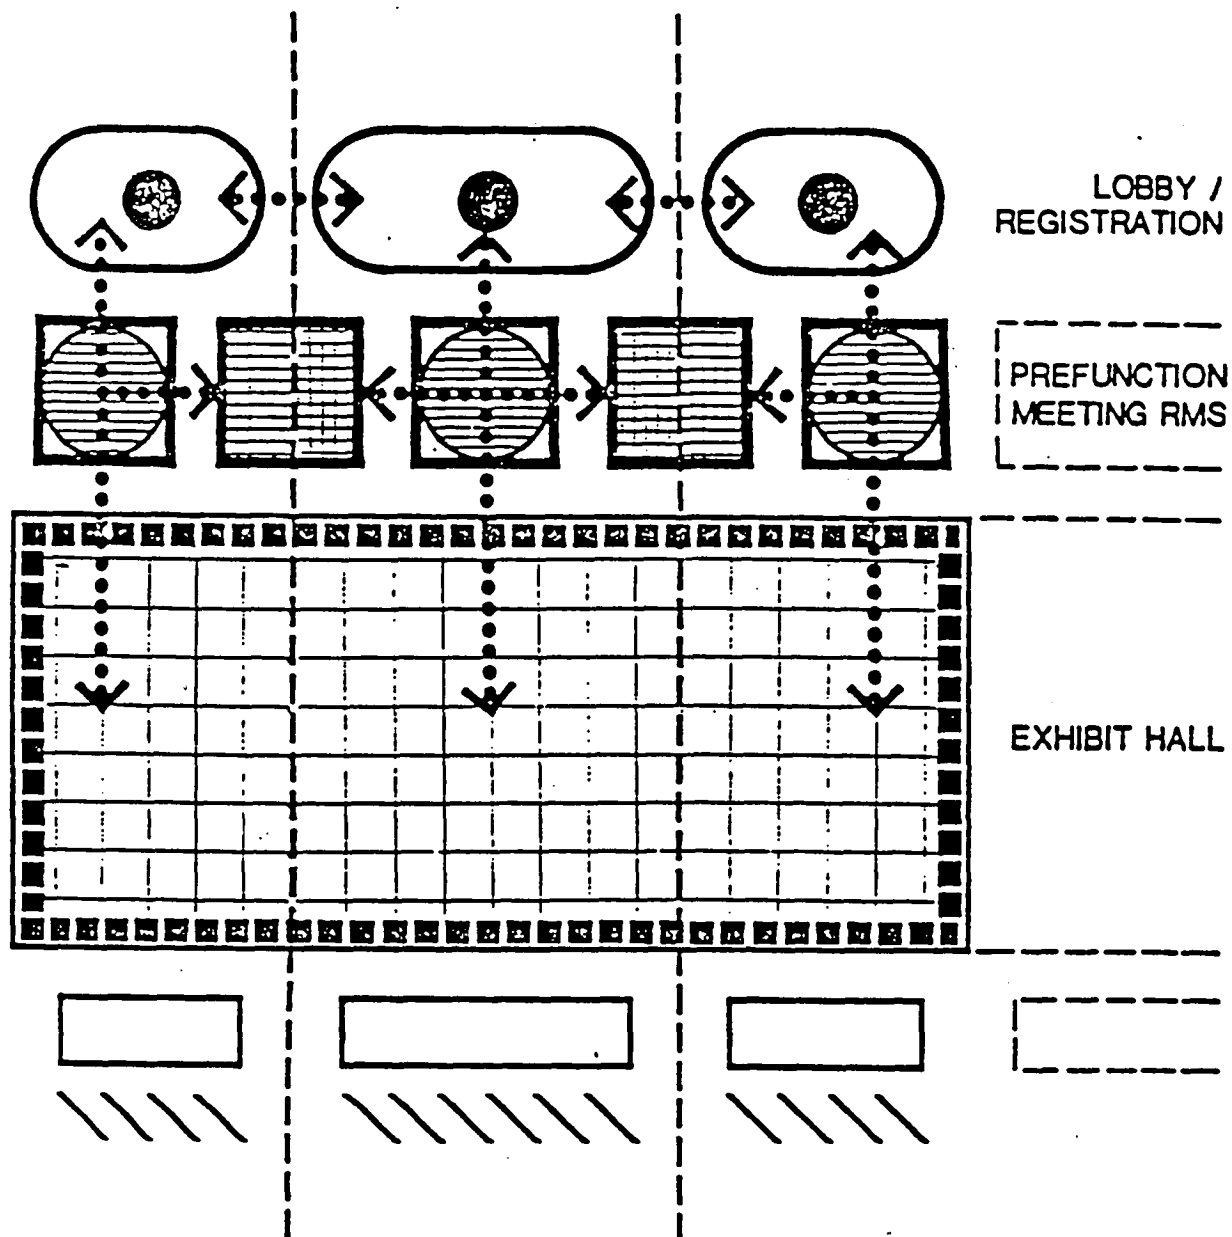 LOBBY /
REGISTRATION
PREFUNCTION
MEETING RMS
EXHIBIT HALL